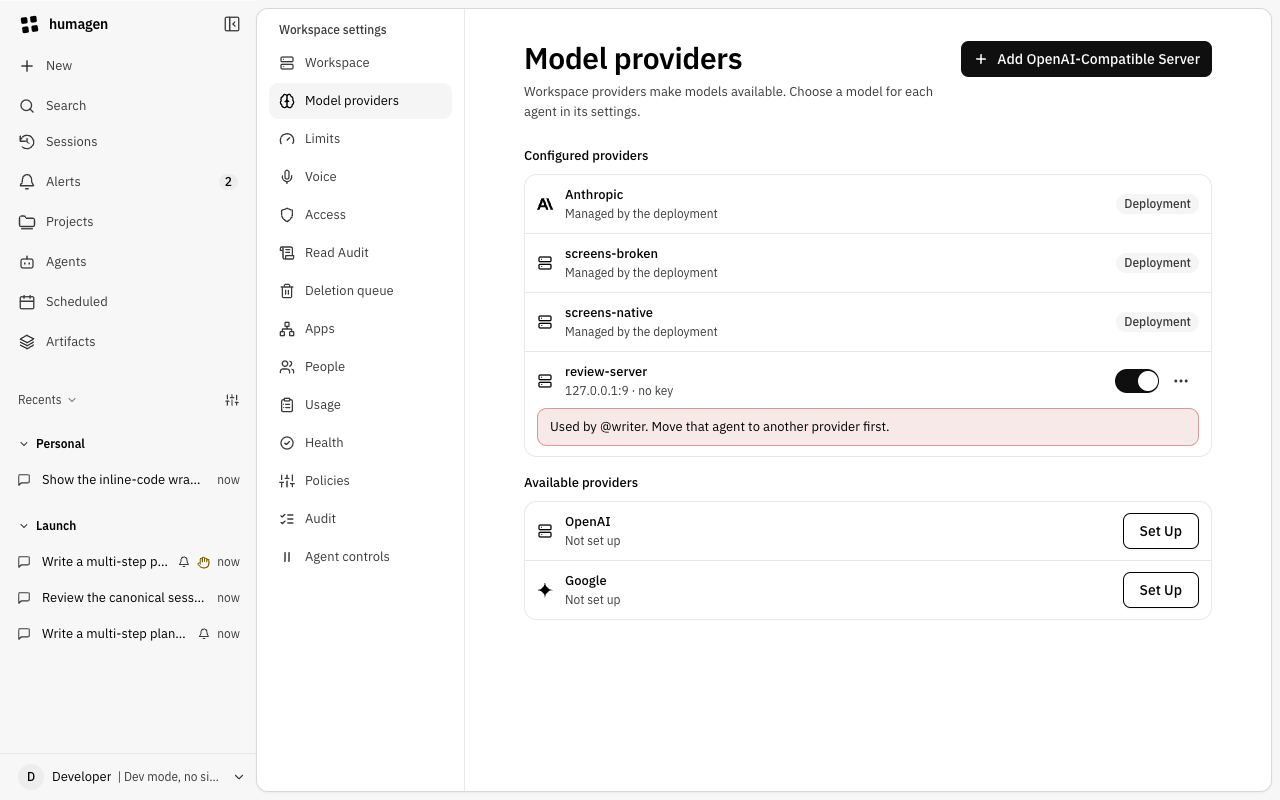 humagen
New
Search
Sessions
Alerts 2
Projects
Agents
Scheduled
Artifacts
Recents
Personal
Show the inline-code wra... now
Launch
Write a multi-step p... now
Review the canonical sess... now
Write a multi-step plan... now
D Developer | Dev mode, no si...
Workspace settings
Workspace
Model providers
Limits
Voice
Access
Read Audit
Deletion queue
Apps
People
Usage
Health
Policies
Audit
Agent controls
Model providers
Add OpenAI-Compatible Server
Workspace providers make models available. Choose a model for each
agent in its settings.
Configured providers
Anthropic
Managed by the deployment
Deployment
screens-broken
Managed by the deployment
Deployment
screens-native
Managed by the deployment
Deployment
review-server
127.0.0.1:9 · no key
Used by @writer. Move that agent to another provider first.
Available providers
OpenAI
Not set up
Set Up
Google
Not set up
Set Up